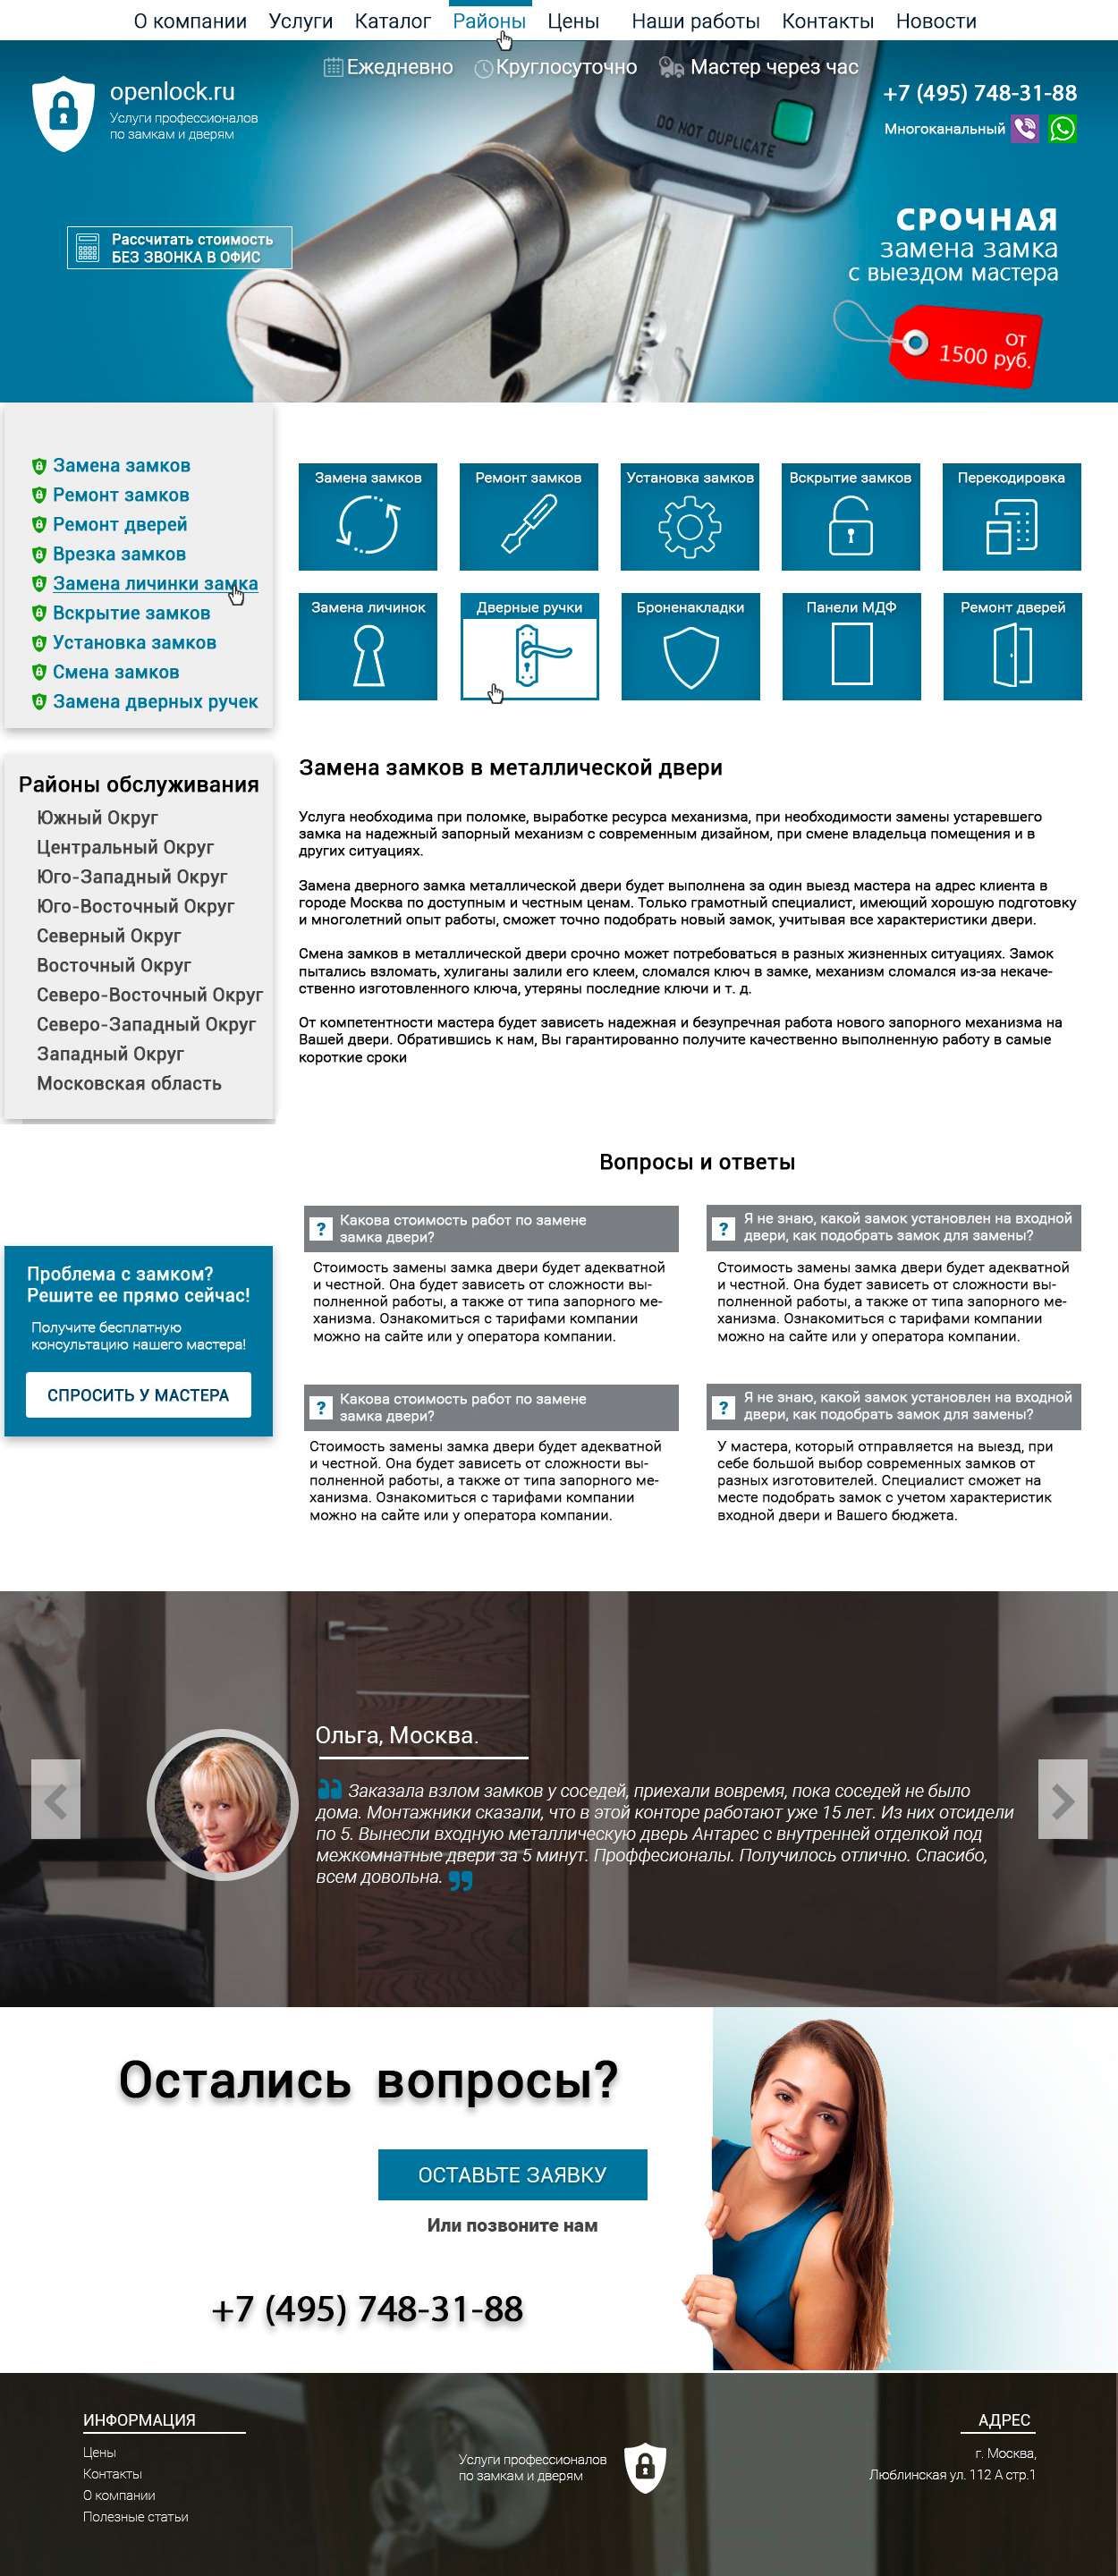 О компании Услуги Каталог Районы Цены Наши работы Контакты Новости
Ежедневно Круглосуточно Мастер через час
openlock.ru
Услуги профессионалов
по замкам и дверям
+7 (495) 748-31-88
Многоканальный
DO NOT DUPLICATE
Рассчитать стоимость
БЕЗ ЗВОНКА В ОФИС
СРОЧНАЯ
замена замка
с выездом мастера
от
1500 руб.
Замена замков
Ремонт замков
Ремонт дверей
Врезка замков
Замена личинки замка
Вскрытие замков
Установка замков
Смена замков
Замена дверных ручек
Замена замков Ремонт замков Установка замков Вскрытие замков Перекодировка
Замена личинок Дверные ручки Броненакладки Панели МДФ Ремонт дверей
Районы обслуживания
Южный Округ
Центральный Округ
Юго-Западный Округ
Юго-Восточный Округ
Северный Округ
Восточный Округ
Северо-Восточный Округ
Северо-Западный Округ
Западный Округ
Московская область
Замена замков в металлической двери
Услуга необходима при поломке, выработке ресурса механизма, при необходимости замены устаревшего
замка на надежный запорный механизм с современным дизайном, при смене владельца помещения и в
других ситуациях.
Замена дверного замка металлической двери будет выполнена за один выезд мастера на адрес клиента в
городе Москва по доступным и честным ценам. Только грамотный специалист, имеющий хорошую подготовку
и многолетний опыт работы, сможет точно подобрать новый замок, учитывая все характеристики двери.
Смена замков в металлической двери срочно может потребоваться в разных жизненных ситуациях. Замок
пытались взломать, хулиганы залили его клеем, сломался ключ в замке, механизм сломался из-за некаче-
ственно изготовленного ключа, утеряны последние ключи и т. д.
От компетентности мастера будет зависеть надежная и безупречная работа нового запорного механизма на
Вашей двери. Обратившись к нам, Вы гарантированно получите качественно выполненную работу в самые
короткие сроки
Вопросы и ответы
Проблема с замком?
Решите ее прямо сейчас!
Получите бесплатную
консультацию нашего мастера!
СПРОСИТЬ У МАСТЕРА
? Какова стоимость работ по замене
замка двери?
Стоимость замены замка двери будет адекватной
и честной. Она будет зависеть от сложности вы-
полненной работы, а также от типа запорного ме-
ханизма. Ознакомиться с тарифами компании
можно на сайте или у оператора компании.
? Я не знаю, какой замок установлен на входной
двери, как подобрать замок для замены?
Стоимость замены замка двери будет адекватной
и честной. Она будет зависеть от сложности вы-
полненной работы, а также от типа запорного ме-
ханизма. Ознакомиться с тарифами компании
можно на сайте или у оператора компании.
? Какова стоимость работ по замене
замка двери?
Стоимость замены замка двери будет адекватной
и честной. Она будет зависеть от сложности вы-
полненной работы, а также от типа запорного ме-
ханизма. Ознакомиться с тарифами компании
можно на сайте или у оператора компании.
? Я не знаю, какой замок установлен на входной
двери, как подобрать замок для замены?
У мастера, который отправляется на выезд, при
себе большой выбор современных замков от
разных изготовителей. Специалист сможет на
месте подобрать замок с учетом характеристик
входной двери и Вашего бюджета.
Ольга, Москва.
Заказала взлом замков у соседей, приехали вовремя, пока соседей не было
дома. Монтажники сказали, что в этой конторе работают уже 15 лет. Из них отсидели
по 5. Вынесли входную металлическую дверь Антарес с внутренней отделкой под
межкомнатные двери за 5 минут. Проффесионалы. Получилось отлично. Спасибо,
всем довольна.
Остались вопросы?
ОСТАВЬТЕ ЗАЯВКУ
Или позвоните нам
+7 (495) 748-31-88
ИНФОРМАЦИЯ
Цены
Контакты
О компании
Полезные статьи
Услуги профессионалов
по замкам и дверям
АДРЕС
г. Москва,
Люблинская ул. 112 А стр.1